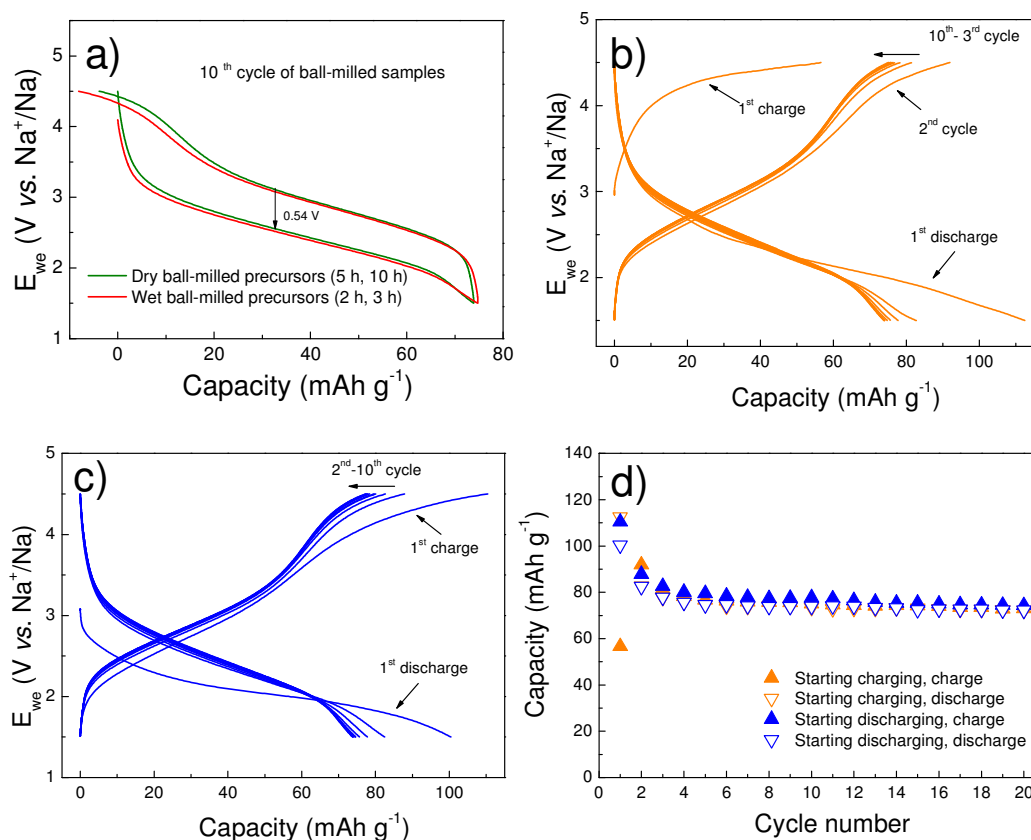 a)
10 th cycle of ball-milled samples
E_we (V vs. Na⁺/Na)
5
4
3
2
1
0.54 V
Dry ball-milled precursors (5 h, 10 h)
Wet ball-milled precursors (2 h, 3 h)
0 20 40 60 80
Capacity (mAh g⁻¹)
b)
10ᵗʰ- 3ʳᵈ cycle
1ˢᵗ charge
2ⁿᵈ cycle
1ˢᵗ discharge
E_we (V vs. Na⁺/Na)
5
4
3
2
1
0 20 40 60 80 100
Capacity (mAh g⁻¹)
c)
2ⁿᵈ-10ᵗʰ cycle
1ˢᵗ charge
1ˢᵗ discharge
E_we (V vs. Na⁺/Na)
5
4
3
2
1
0 20 40 60 80 100
Capacity (mAh g⁻¹)
d)
Capacity (mAh g⁻¹)
140
120
100
80
60
40
20
0
Starting charging, charge
Starting charging, discharge
Starting discharging, charge
Starting discharging, discharge
0 2 4 6 8 10 12 14 16 18 20
Cycle number